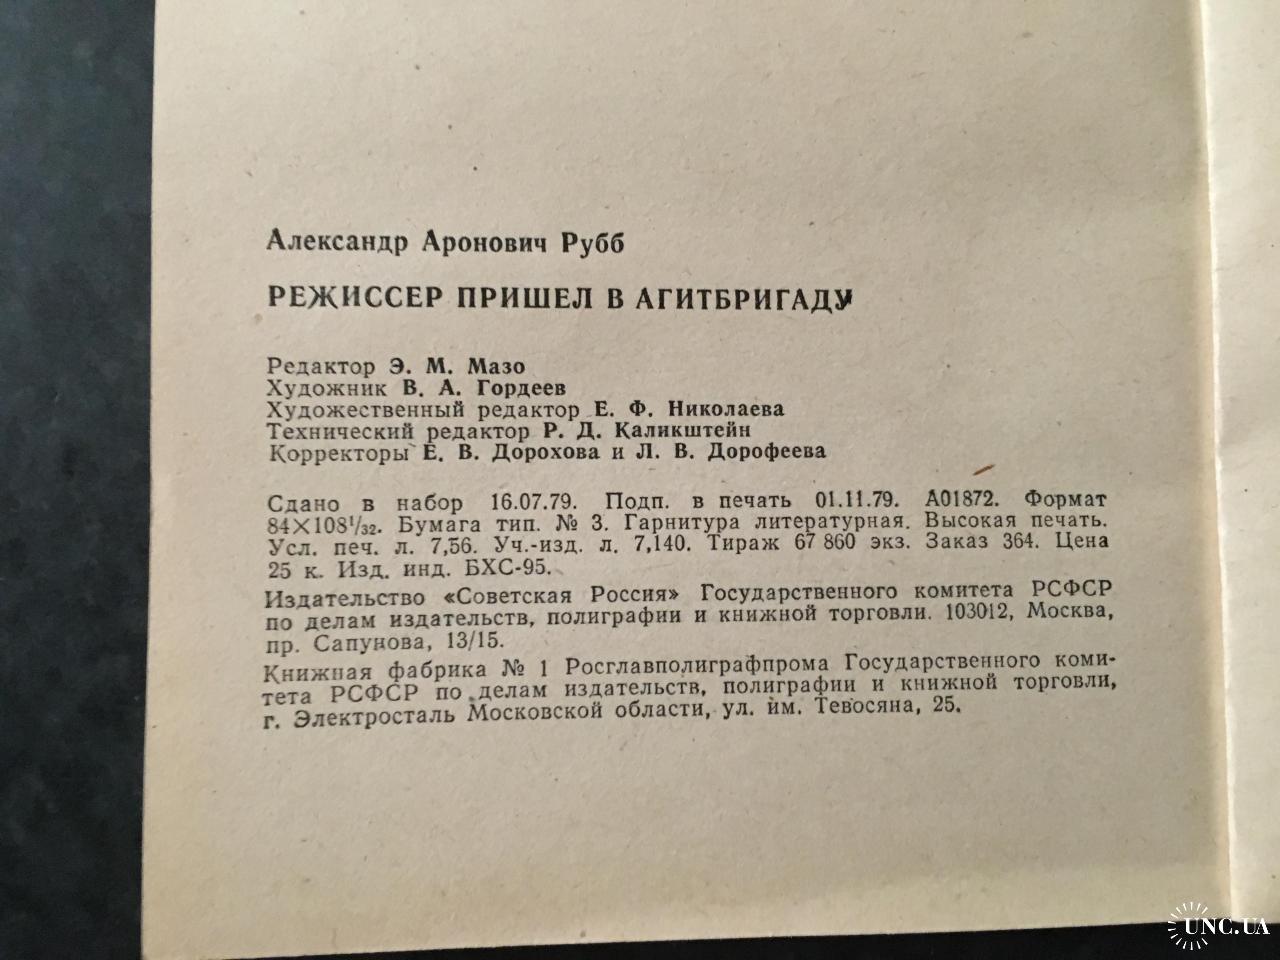 Александр Аронович Рубб
РЕЖИССЕР ПРИШЕЛ В АГИТБРИГАДУ
Редактор Э. М. Мазо
Художник В. А. Гордеев
Художественный редактор Е. Ф. Николаева
Технический редактор Р. Д. Каликштейн
Корректоры Е. В. Дорохова и Л. В. Дорофеева
Сдано в набор 16.07.79. Подп. в печать 01.11.79. А01872. Формат
84×108¹/₃₂. Бумага тип. № 3. Гарнитура литературная. Высокая печать.
Усл. печ. л. 7,56. Уч.-изд. л. 7,140. Тираж 67 860 экз. Заказ 364. Цена
25 к. Изд. инд. БХС-95.
Издательство «Советская Россия» Государственного комитета РСФСР
по делам издательств, полиграфии и книжной торговли. 103012, Москва,
пр. Сапунова, 13/15.
Книжная фабрика № 1 Росглавполиграфпрома Государственного коми-
тета РСФСР по делам издательств, полиграфии и книжной торговли,
г. Электросталь Московской области, ул. им. Тевосяна, 25.
UNC.UA